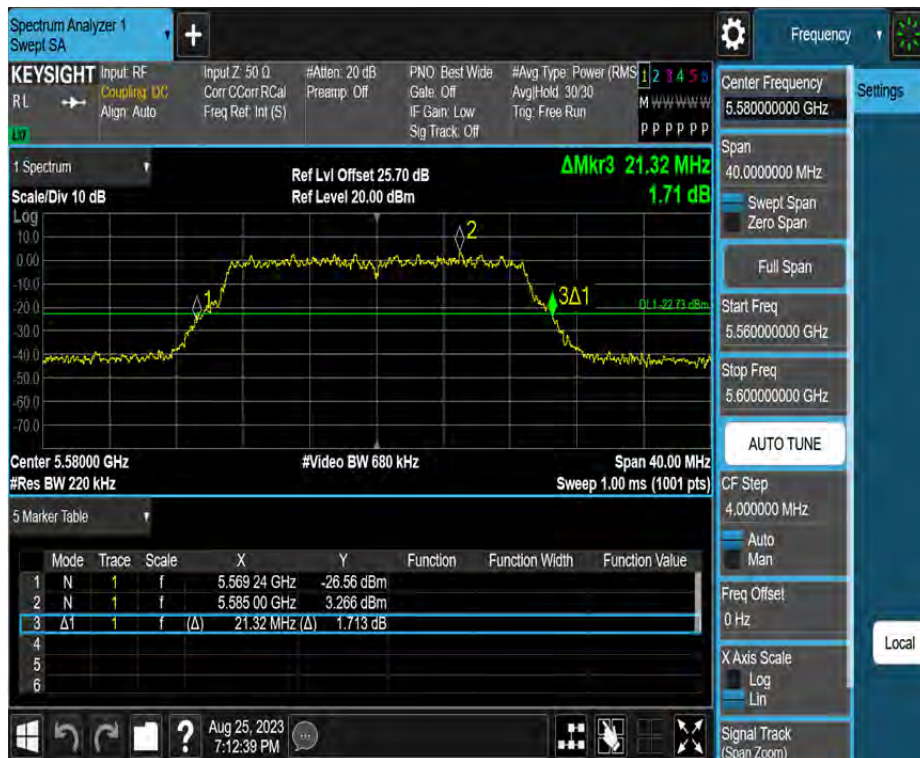 Spectrum Analyzer 1
Swept SA
+
Frequency
KEYSIGHT
RL
LXI
Input: RF
Coupling: DC
Align: Auto
Input Z: 50 Ω
Corr CCorr RCal
Freq Ref: Int (S)
#Atten: 20 dB
Preamp: Off
PNO: Best Wide
Gate: Off
IF Gain: Low
Sig Track: Off
#Avg Type: Power (RMS
Avg|Hold: 30/30
Trig: Free Run
1 2 3 4 5 6
M W W W W W
P P P P P P
1 Spectrum
Scale/Div 10 dB
Ref Lvl Offset 25.70 dB
Ref Level 20.00 dBm
ΔMkr3 21.32 MHz
1.71 dB
Log
10.0
0.00
-10.0
-20.0
-30.0
-40.0
-50.0
-60.0
-70.0
1
2
3Δ1
DL1 -22.73 dBm
Center 5.58000 GHz
#Video BW 680 kHz
Span 40.00 MHz
#Res BW 220 kHz
Sweep 1.00 ms (1001 pts)
5 Marker Table
Mode Trace Scale X Y Function Function Width Function Value
1 N 1 f 5.569 24 GHz -26.56 dBm
2 N 1 f 5.585 00 GHz 3.266 dBm
3 Δ1 1 f (Δ) 21.32 MHz (Δ) 1.713 dB
4
5
6
?
Aug 25, 2023
7:12:39 PM
Center Frequency
5.580000000 GHz
Span
40.0000000 MHz
Swept Span
Zero Span
Full Span
Start Freq
5.560000000 GHz
Stop Freq
5.600000000 GHz
AUTO TUNE
CF Step
4.000000 MHz
Auto
Man
Freq Offset
0 Hz
X Axis Scale
Log
Lin
Signal Track
(Span Zoom)
Settings
Local